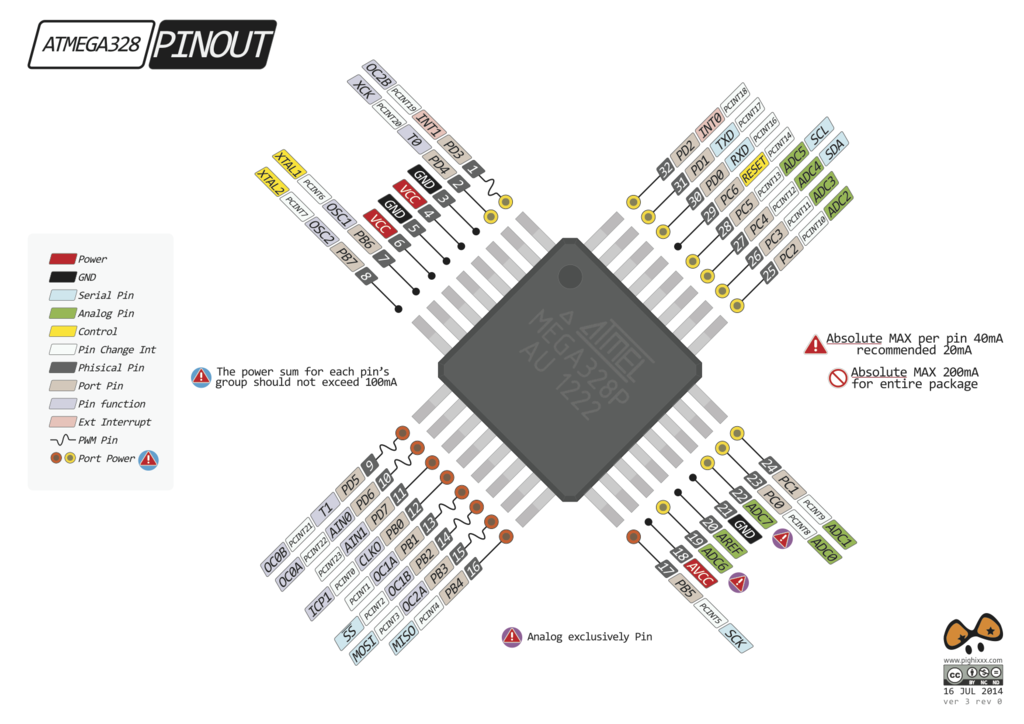 ATMEGA328 PINOUT
OC2B PCINT19 INT1 PD3 1
XCK PCINT20 T0 PD4 2
GND 3
VCC 4
GND 5
VCC 6
XTAL1 PCINT6 OSC1 PB6 7
XTAL2 PCINT7 OSC2 PB7 8
32 PD2 INT0 PCINT18
31 PD1 TXD PCINT17
30 PD0 RXD PCINT16
29 PC6 RESET PCINT14
28 PC5 PCINT13 ADC5 SCL
27 PC4 PCINT12 ADC4 SDA
26 PC3 PCINT11 ADC3
25 PC2 PCINT10 ADC2
Power
GND
Serial Pin
Analog Pin
Control
Pin Change Int
Phisical Pin
Port Pin
Pin function
Ext Interrupt
PWM Pin
Port Power
The power sum for each pin's
group should not exceed 100mA
ATMEL
MEGA328P
AU 1222
Absolute MAX per pin 40mA
recommended 20mA
Absolute MAX 200mA
for entire package
OC0B PCINT21 T1 PD5 9
OC0A PCINT22 AIN0 PD6 10
PCINT23 AIN1 PD7 11
ICP1 PCINT0 CLKO PB0 12
PCINT1 OC1A PB1 13
SS PCINT2 OC1B PB2 14
MOSI PCINT3 OC2A PB3 15
MISO PCINT4 PB4 16
24 PC1 PCINT9 ADC1
23 PC0 PCINT8 ADC0
22 ADC7
21 GND
20 AREF
19 ADC6
18 AVCC
17 PB5 PCINT5 SCK
Analog exclusively Pin
www.pighixxx.com
cc BY NC ND
16 JUL 2014
ver 3 rev 0